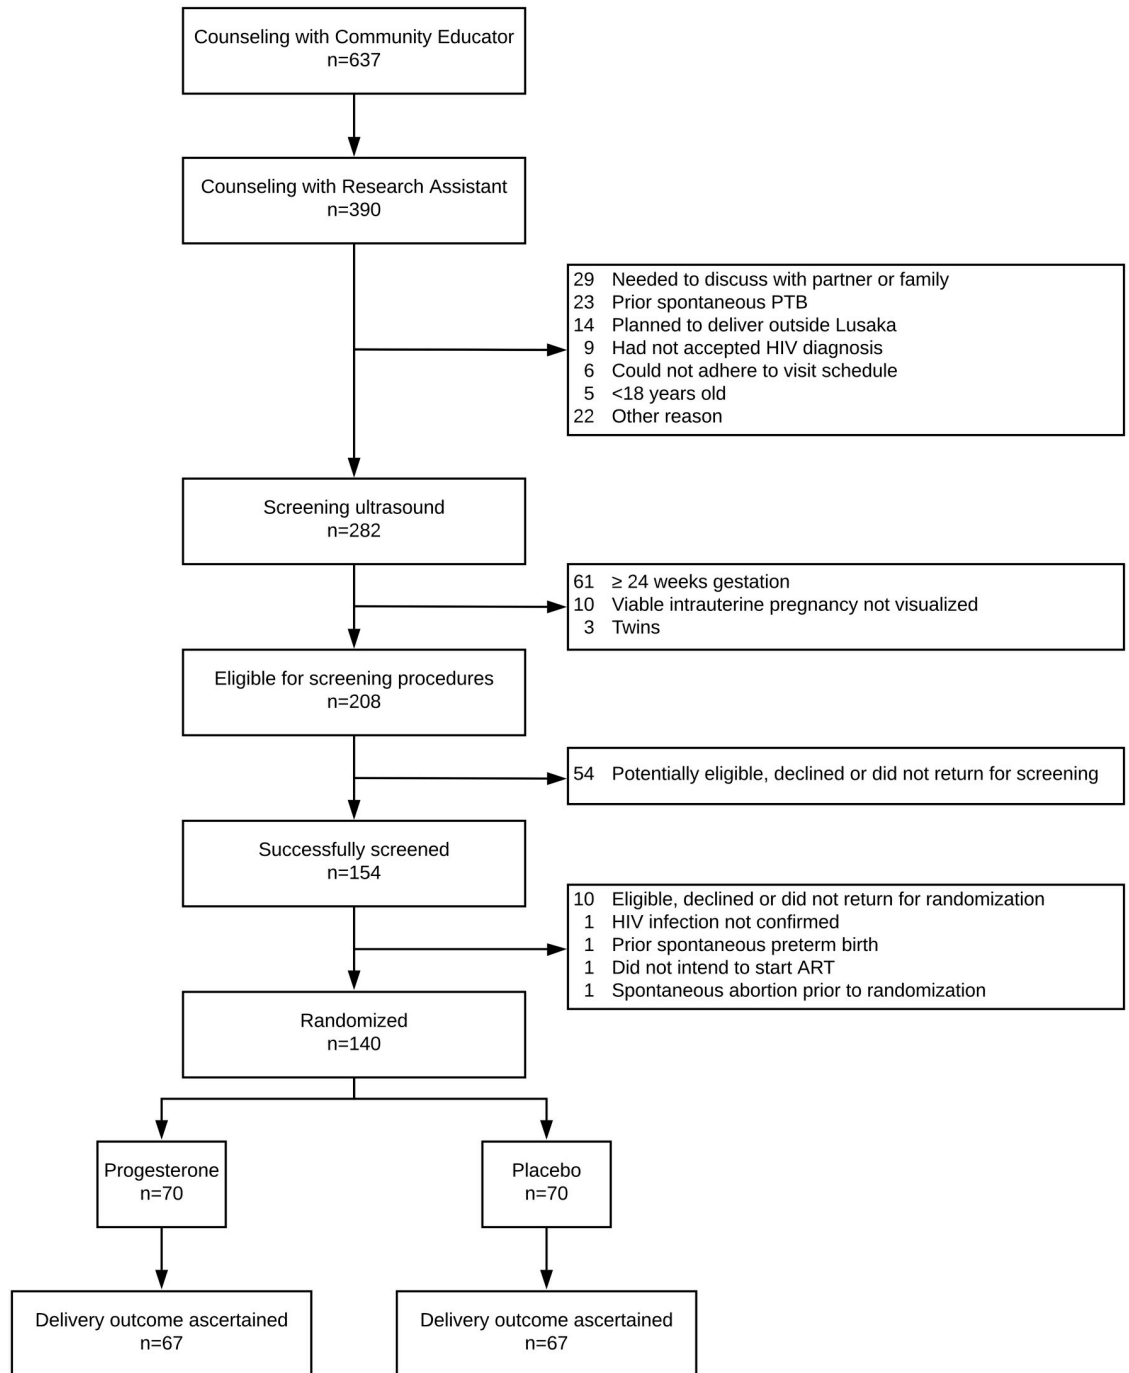 Counseling with Community Educator
n=637
Counseling with Research Assistant
n=390
29 Needed to discuss with partner or family
23 Prior spontaneous PTB
14 Planned to deliver outside Lusaka
9 Had not accepted HIV diagnosis
6 Could not adhere to visit schedule
5 <18 years old
22 Other reason
Screening ultrasound
n=282
61 ≥ 24 weeks gestation
10 Viable intrauterine pregnancy not visualized
3 Twins
Eligible for screening procedures
n=208
54 Potentially eligible, declined or did not return for screening
Successfully screened
n=154
10 Eligible, declined or did not return for randomization
1 HIV infection not confirmed
1 Prior spontaneous preterm birth
1 Did not intend to start ART
1 Spontaneous abortion prior to randomization
Randomized
n=140
Progesterone
n=70
Placebo
n=70
Delivery outcome ascertained
n=67
Delivery outcome ascertained
n=67